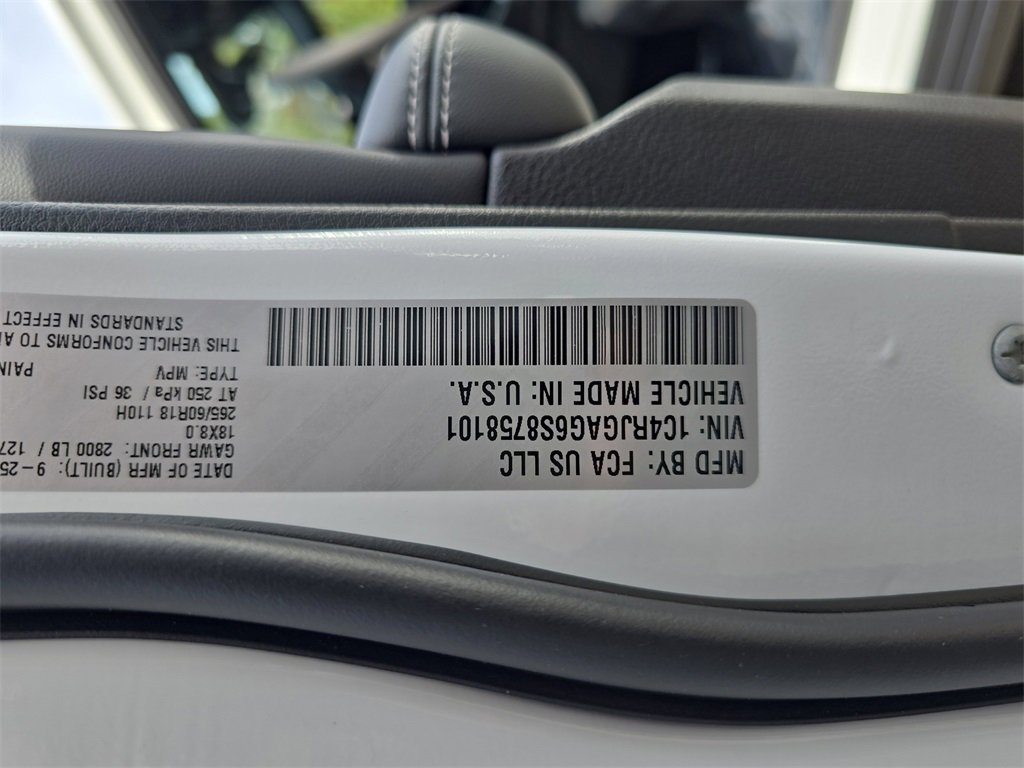 MFD BY: FCA US LLC
VIN: 1C4RJGAG6S8758101
VEHICLE MADE IN: U.S.A.
DATE OF MFR (BUILT): 9-25
GAWR FRONT: 2800 LB / 127
18X8.0
265/60R18 110H
AT 250 kPa / 36 PSI
TYPE: MPV
PAIN
THIS VEHICLE CONFORMS TO A
STANDARDS IN EFFECT